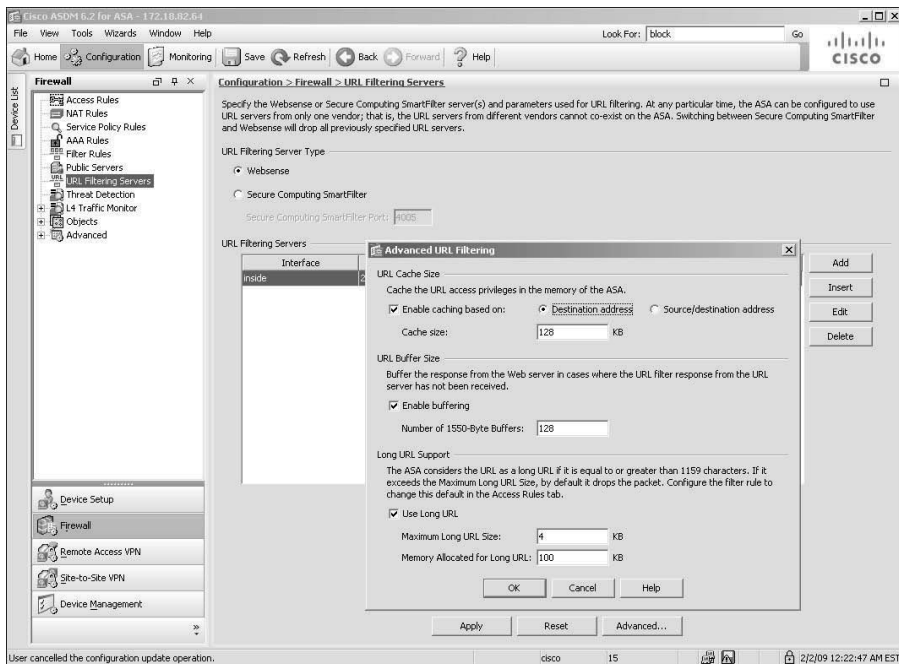 Cisco ASDM 6.2 for ASA - 172.18.82.64
File View Tools Wizards Window Help
Look For: block Go
Home Configuration Monitoring Save Refresh Back Forward Help
CISCO
Device List
Firewall
Access Rules
NAT Rules
Service Policy Rules
AAA Rules
Filter Rules
Public Servers
URL Filtering Servers
Threat Detection
L4 Traffic Monitor
Objects
Advanced
Device Setup
Firewall
Remote Access VPN
Site-to-Site VPN
Device Management
Configuration > Firewall > URL Filtering Servers
Specify the Websense or Secure Computing SmartFilter server(s) and parameters used for URL filtering. At any particular time, the ASA can be configured to use
URL servers from only one vendor; that is, the URL servers from different vendors cannot co-exist on the ASA. Switching between Secure Computing SmartFilter
and Websense will drop all previously specified URL servers.
URL Filtering Server Type
Websense
Secure Computing SmartFilter
Secure Computing SmartFilter Port: 4005
URL Filtering Servers
Interface
inside 2
Add
Insert
Edit
Delete
Advanced URL Filtering
URL Cache Size
Cache the URL access privileges in the memory of the ASA.
Enable caching based on: Destination address Source/destination address
Cache size: 128 KB
URL Buffer Size
Buffer the response from the Web server in cases where the URL filter response from the URL
server has not been received.
Enable buffering
Number of 1550-Byte Buffers: 128
Long URL Support
The ASA considers the URL as a long URL if it is equal to or greater than 1159 characters. If it
exceeds the Maximum Long URL Size, by default it drops the packet. Configure the filter rule to
change this default in the Access Rules tab.
Use Long URL
Maximum Long URL Size: 4 KB
Memory Allocated for Long URL: 100 KB
OK Cancel Help
Apply Reset Advanced...
User cancelled the configuration update operation. cisco 15 2/2/09 12:22:47 AM EST